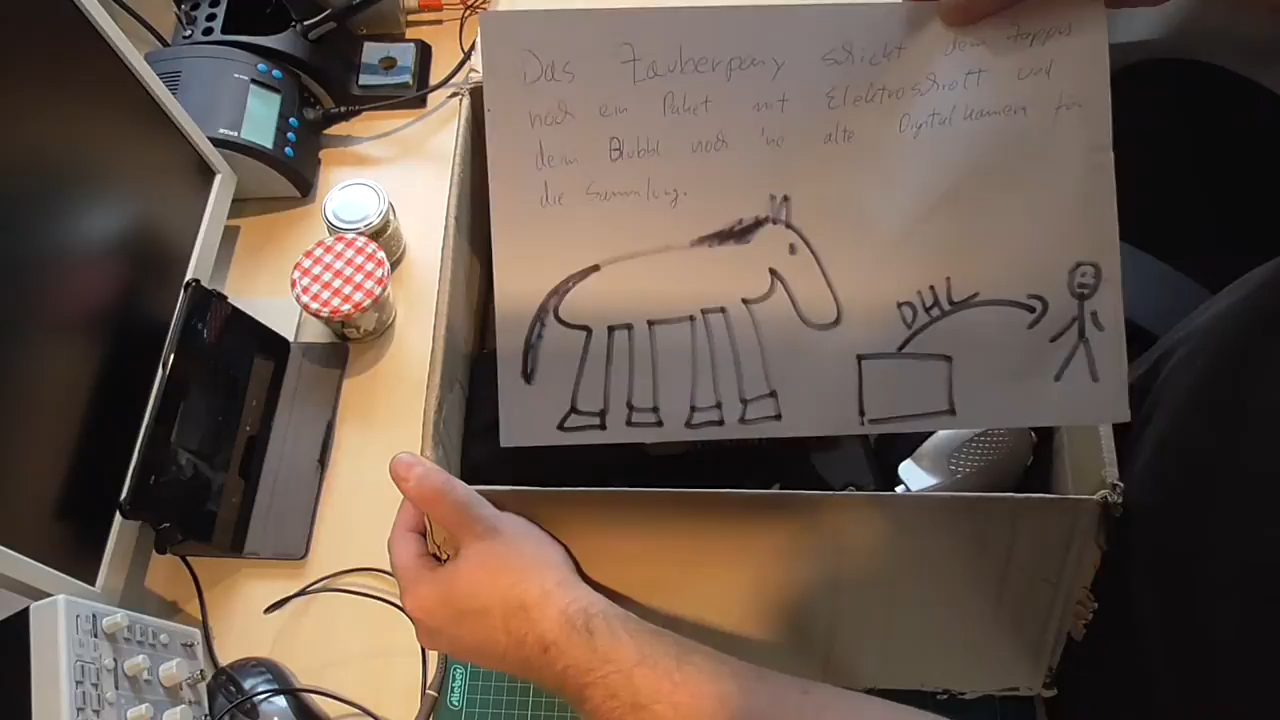 Das Zauberpony schickt dem tappus
noch ein Paket mit Elektroschrott und
dem Blubbl noch 'ne alte Digitalkamera für
die Sammlung.
DHL